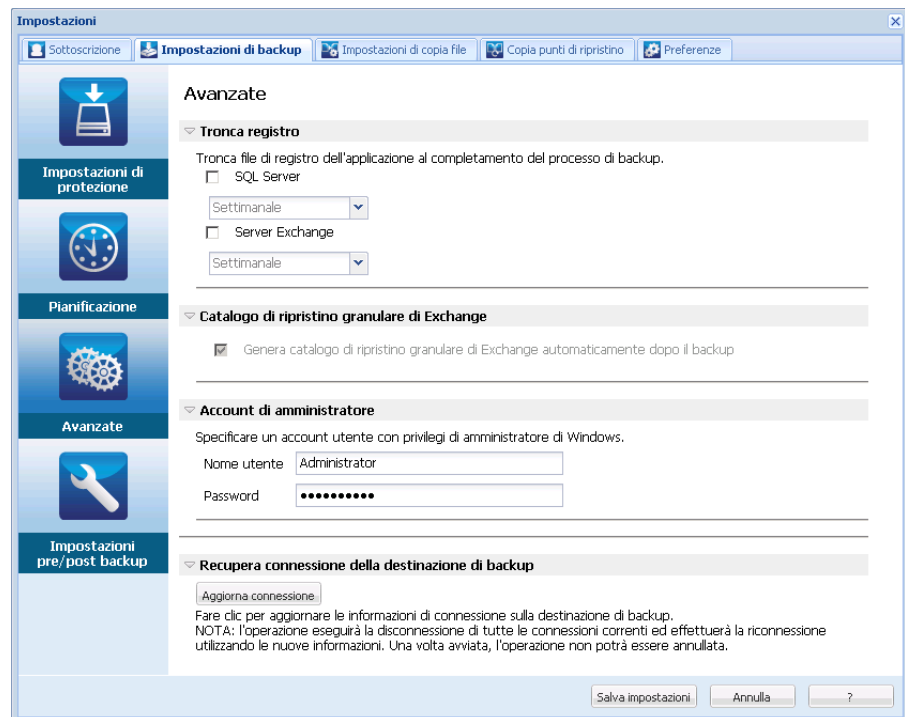 Impostazioni
Sottoscrizione
Impostazioni di backup
Impostazioni di copia file
Copia punti di ripristino
Preferenze
Impostazioni di
protezione
Pianificazione
Avanzate
Impostazioni
pre/post backup
Avanzate
Tronca registro
Tronca file di registro dell'applicazione al completamento del processo di backup.
SQL Server
Settimanale
Server Exchange
Settimanale
Catalogo di ripristino granulare di Exchange
Genera catalogo di ripristino granulare di Exchange automaticamente dopo il backup
Account di amministratore
Specificare un account utente con privilegi di amministratore di Windows.
Nome utente Administrator
Password ••••••••••
Recupera connessione della destinazione di backup
Aggiorna connessione
Fare clic per aggiornare le informazioni di connessione sulla destinazione di backup.
NOTA: l'operazione eseguirà la disconnessione di tutte le connessioni correnti ed effettuerà la riconnessione
utilizzando le nuove informazioni. Una volta avviata, l'operazione non potrà essere annullata.
Salva impostazioni
Annulla
?